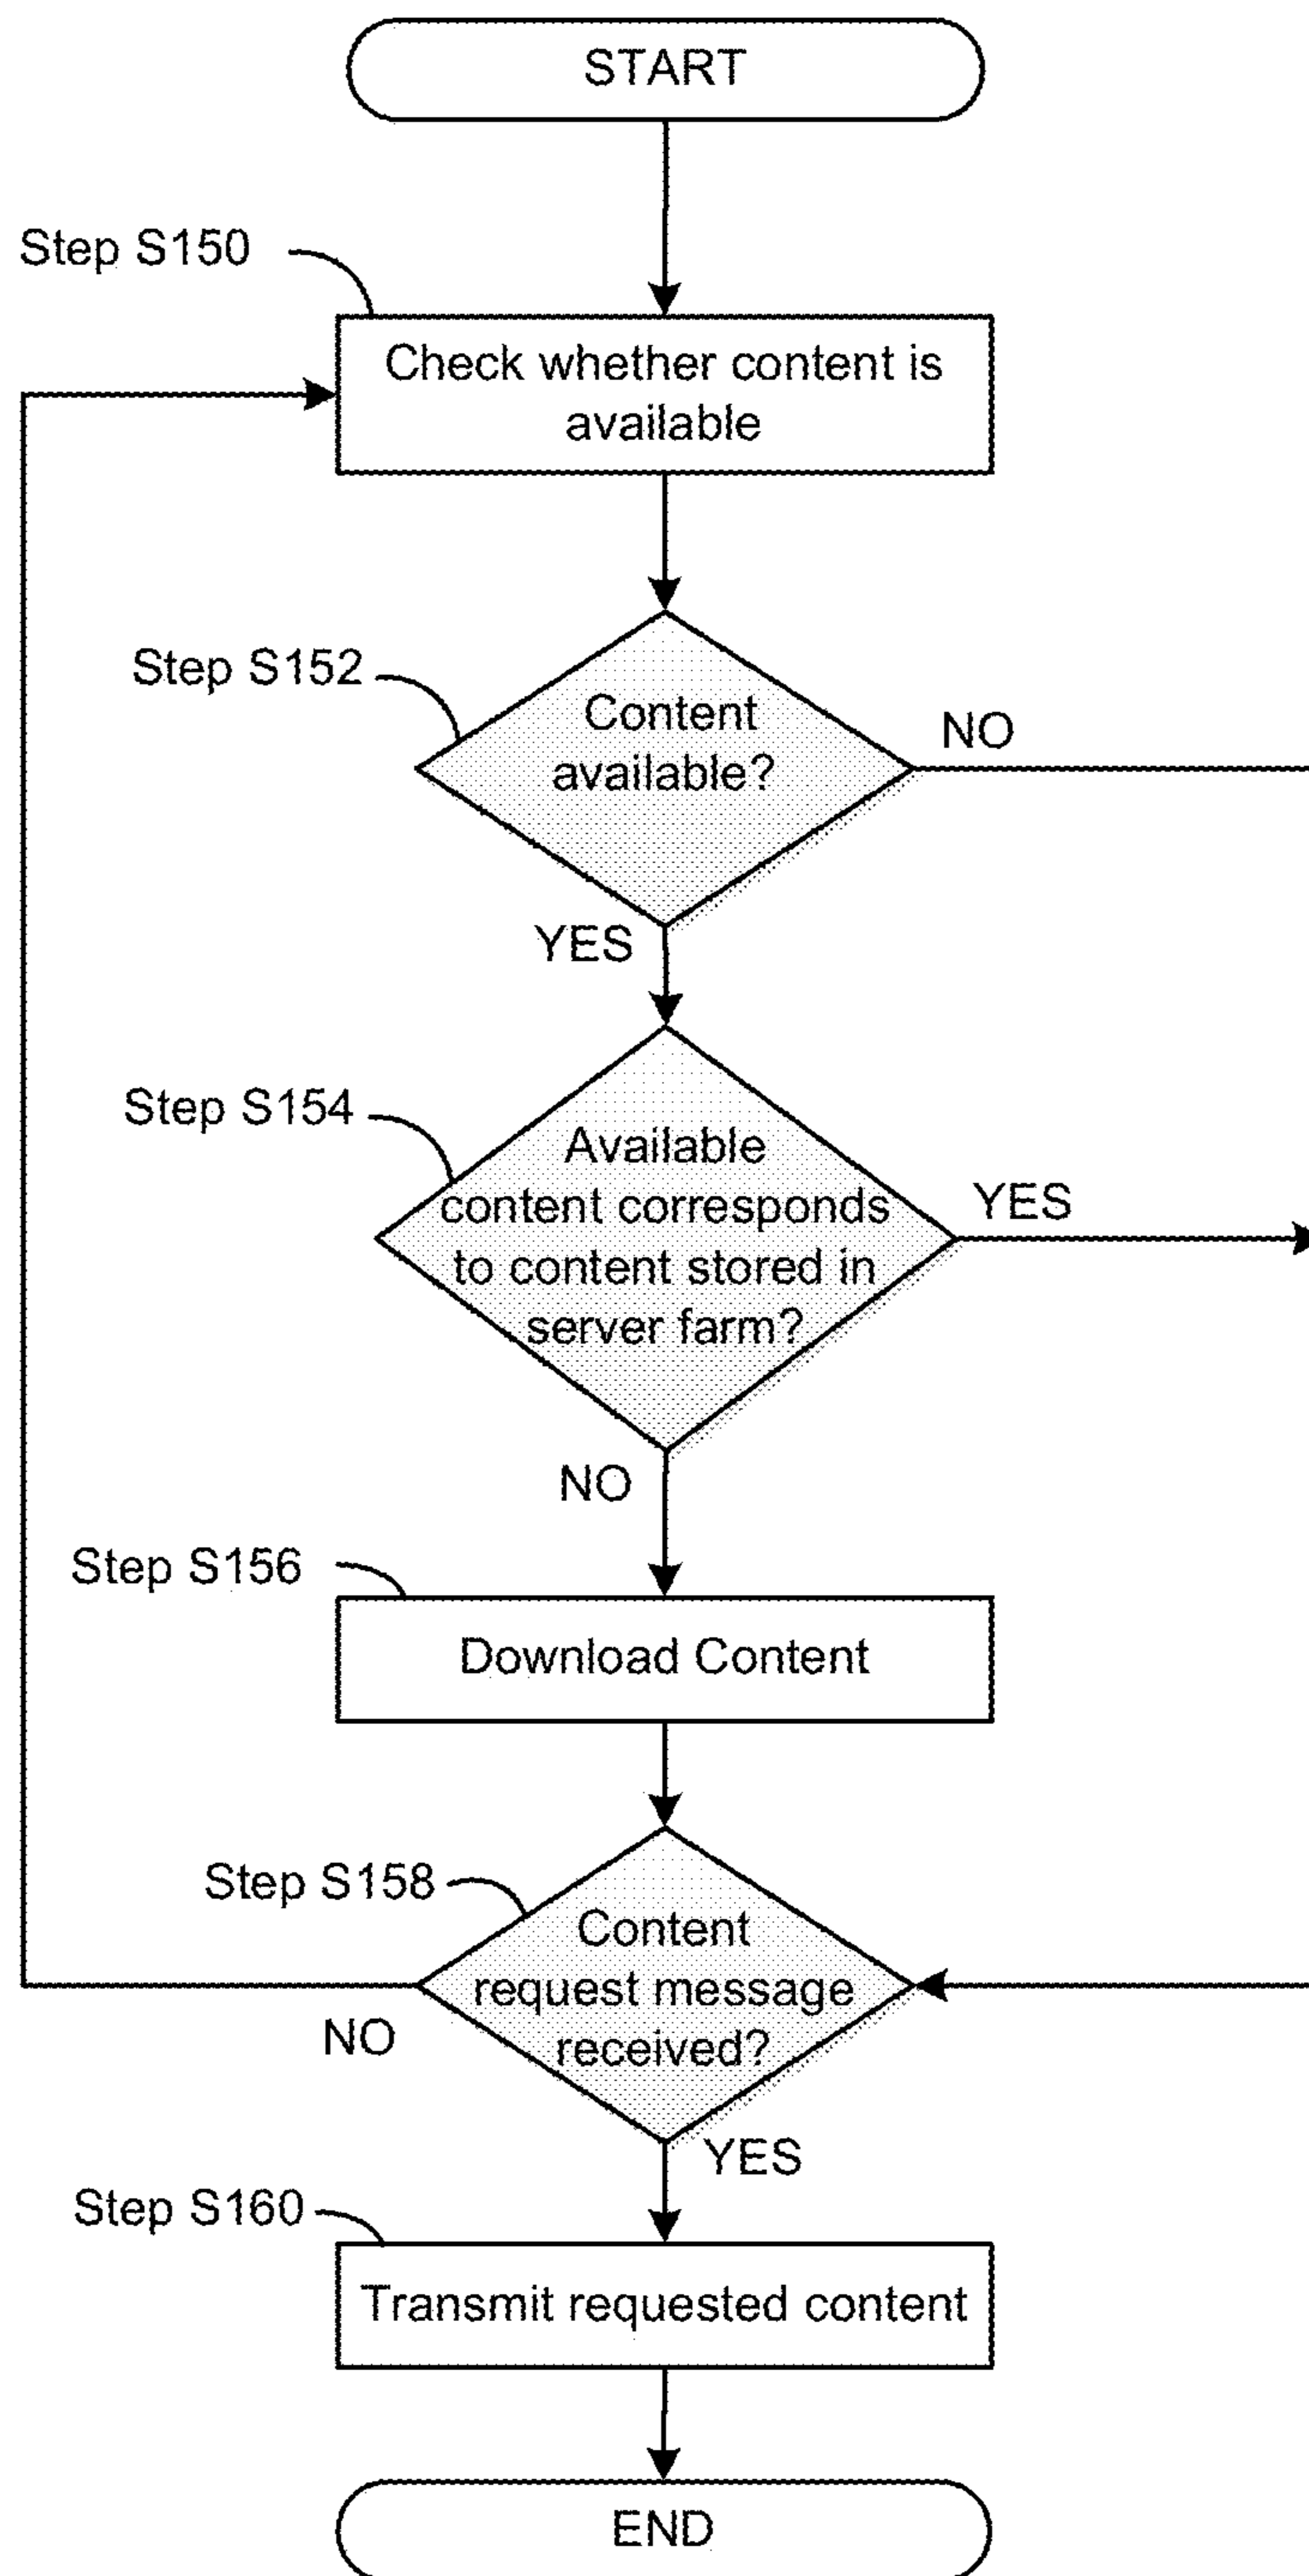 START
Step S150
Check whether content is
available
Step S152
Content
available?
NO
YES
Step S154
Available
content corresponds
to content stored in
server farm?
YES
NO
Step S156
Download Content
Step S158
Content
request message
received?
NO
YES
Step S160
Transmit requested content
END